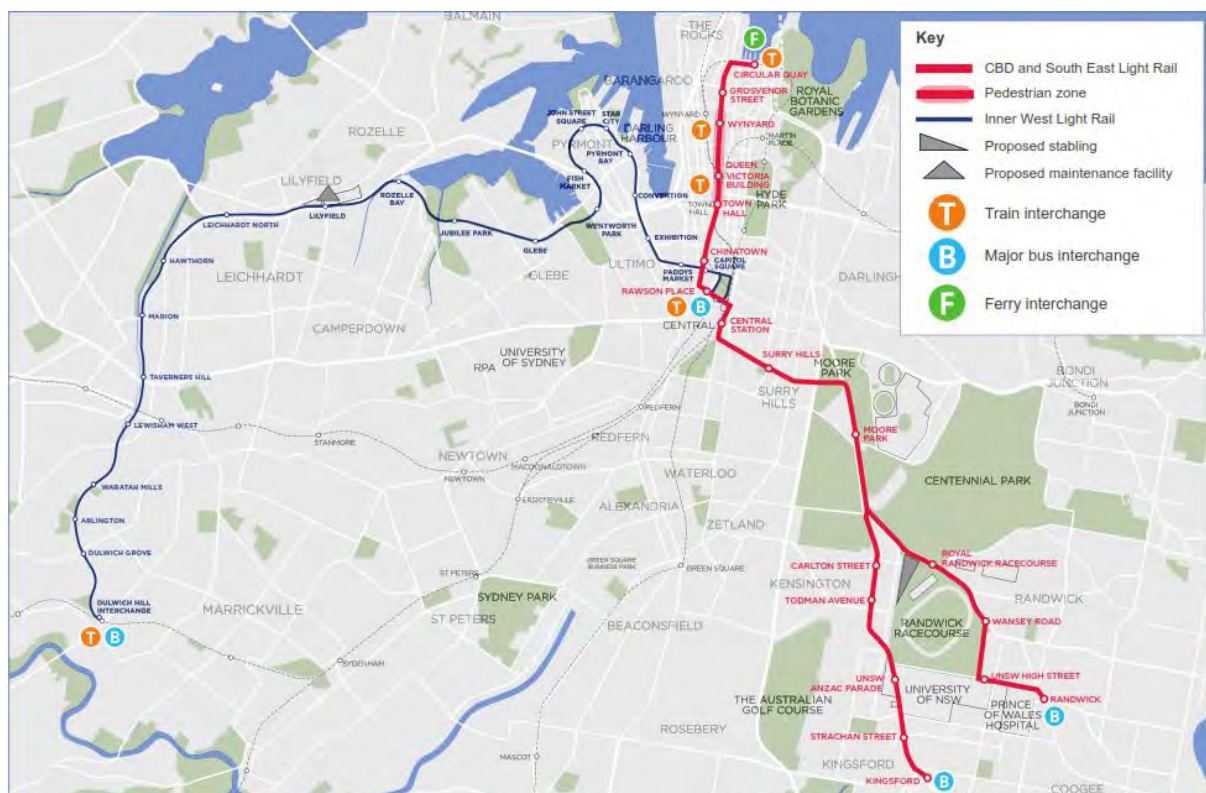 BALMAIN
THE
ROCKS
F
T
CIRCULAR QUAY
BARANGAROO
GROSVENOR
STREET
ROYAL
BOTANIC
GARDENS
JOHN STREET
SQUARE
STAR
CITY
WYNYARD
WYNYARD
T
MARTIN
PLACE
ROZELLE
PYRMONT
DARLING
HARBOUR
PYRMONT
BAY
QUEEN
VICTORIA
BUILDING
T
HYDE
PARK
FISH
MARKET
LILYFIELD
LILYFIELD
ROZELLE
BAY
CONVENTION
TOWN
HALL
TOWN
HALL
LEICHHARDT NORTH
JUBILEE PARK
WENTWORTH
PARK
GLEBE
EXHIBITION
HAWTHORN
LEICHHARDT
GLEBE
ULTIMO
CHINATOWN
CAPITOL
SQUARE
PADDYS
MARKET
DARLINGH
RAWSON PLACE
T
B
CENTRAL
CENTRAL
STATION
MARION
CAMPERDOWN
UNIVERSITY
OF SYDNEY
RPA
SURRY HILLS
SURRY
HILLS
MOORE
PARK
BONDI
JUNCTION
BONDI
JUNCTION
TAVERNERS HILL
LEWISHAM WEST
STANMORE
REDFERN
REDFERN
MOORE
PARK
NEWTOWN
NEWTOWN
MACDONALDTOWN
WATERLOO
CENTENNIAL PARK
WARATAH MILLS
ERSKINEVILLE
ALEXANDRIA
ZETLAND
ARLINGTON
DULWICH GROVE
GREEN SQUARE
BUSINESS PARK
GREEN SQUARE
ST PETERS
CARLTON STREET
KENSINGTON
ROYAL
RANDWICK RACECOURSE
RANDWICK
TODMAN AVENUE
DULWICH HILL
INTERCHANGE
T
B
MARRICKVILLE
ST PETERS
SYDNEY PARK
BEACONSFIELD
RANDWICK
RACECOURSE
WANSEY ROAD
SYDENHAM
UNSW
ANZAC PARADE
UNIVERSITY
OF NSW
UNSW HIGH STREET
RANDWICK
B
THE AUSTRALIAN
GOLF COURSE
PRINCE
OF WALES
HOSPITAL
ROSEBERY
STRACHAN STREET
MASCOT
KINGSFORD
KINGSFORD
B
COOGEE
Key
CBD and South East Light Rail
Pedestrian zone
Inner West Light Rail
Proposed stabling
Proposed maintenance facility
T
Train interchange
B
Major bus interchange
F
Ferry interchange